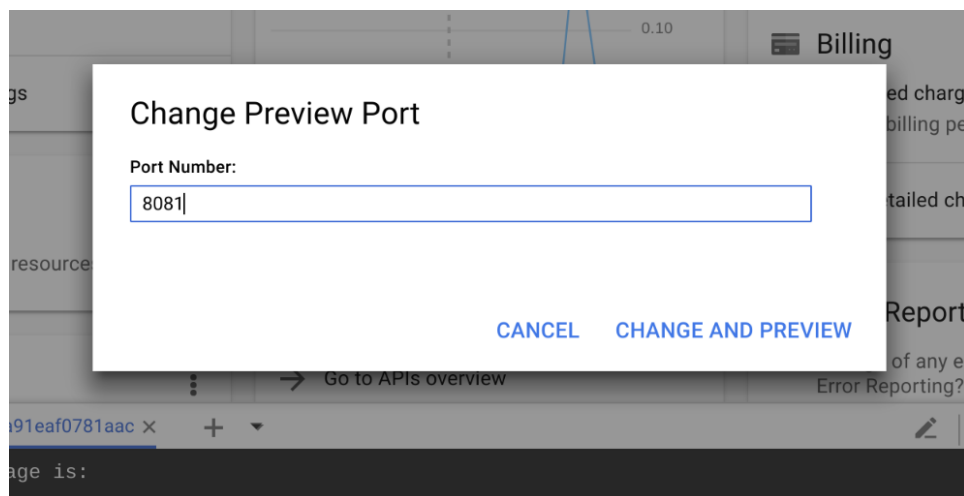 0.10
Billing
gs
Change Preview Port
ed charg
billing pe
Port Number:
8081
tailed ch
resource
CANCEL CHANGE AND PREVIEW
Report
of any e
Go to APIs overview
Error Reporting?
a91eaf0781aac
age is: